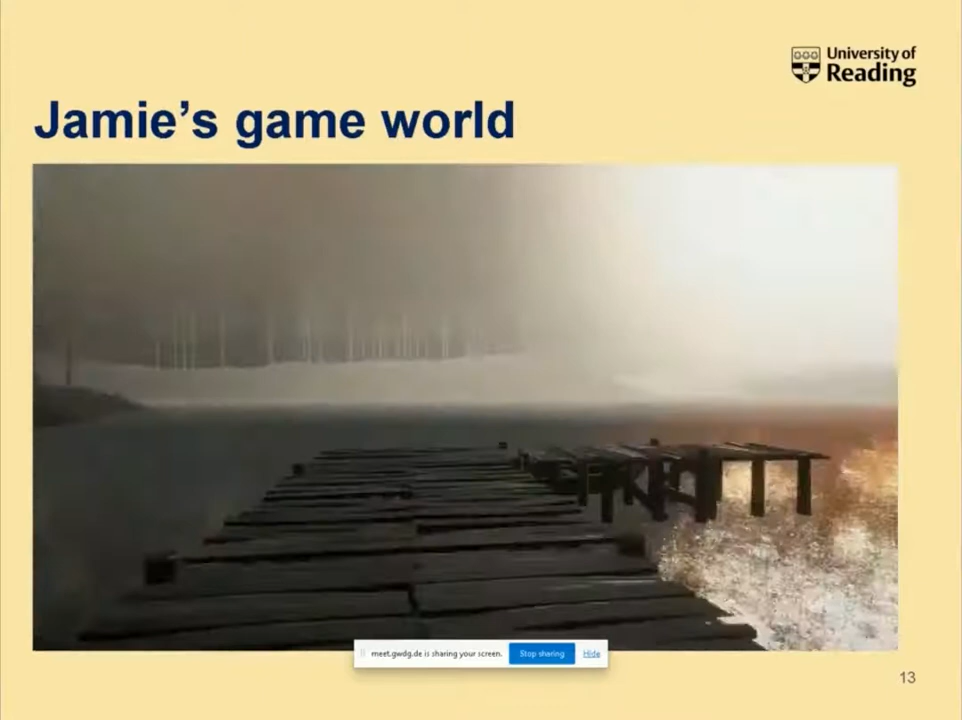 University of
Reading
Jamie's game world
meet.gwdg.de is sharing your screen. Stop sharing Hide
13